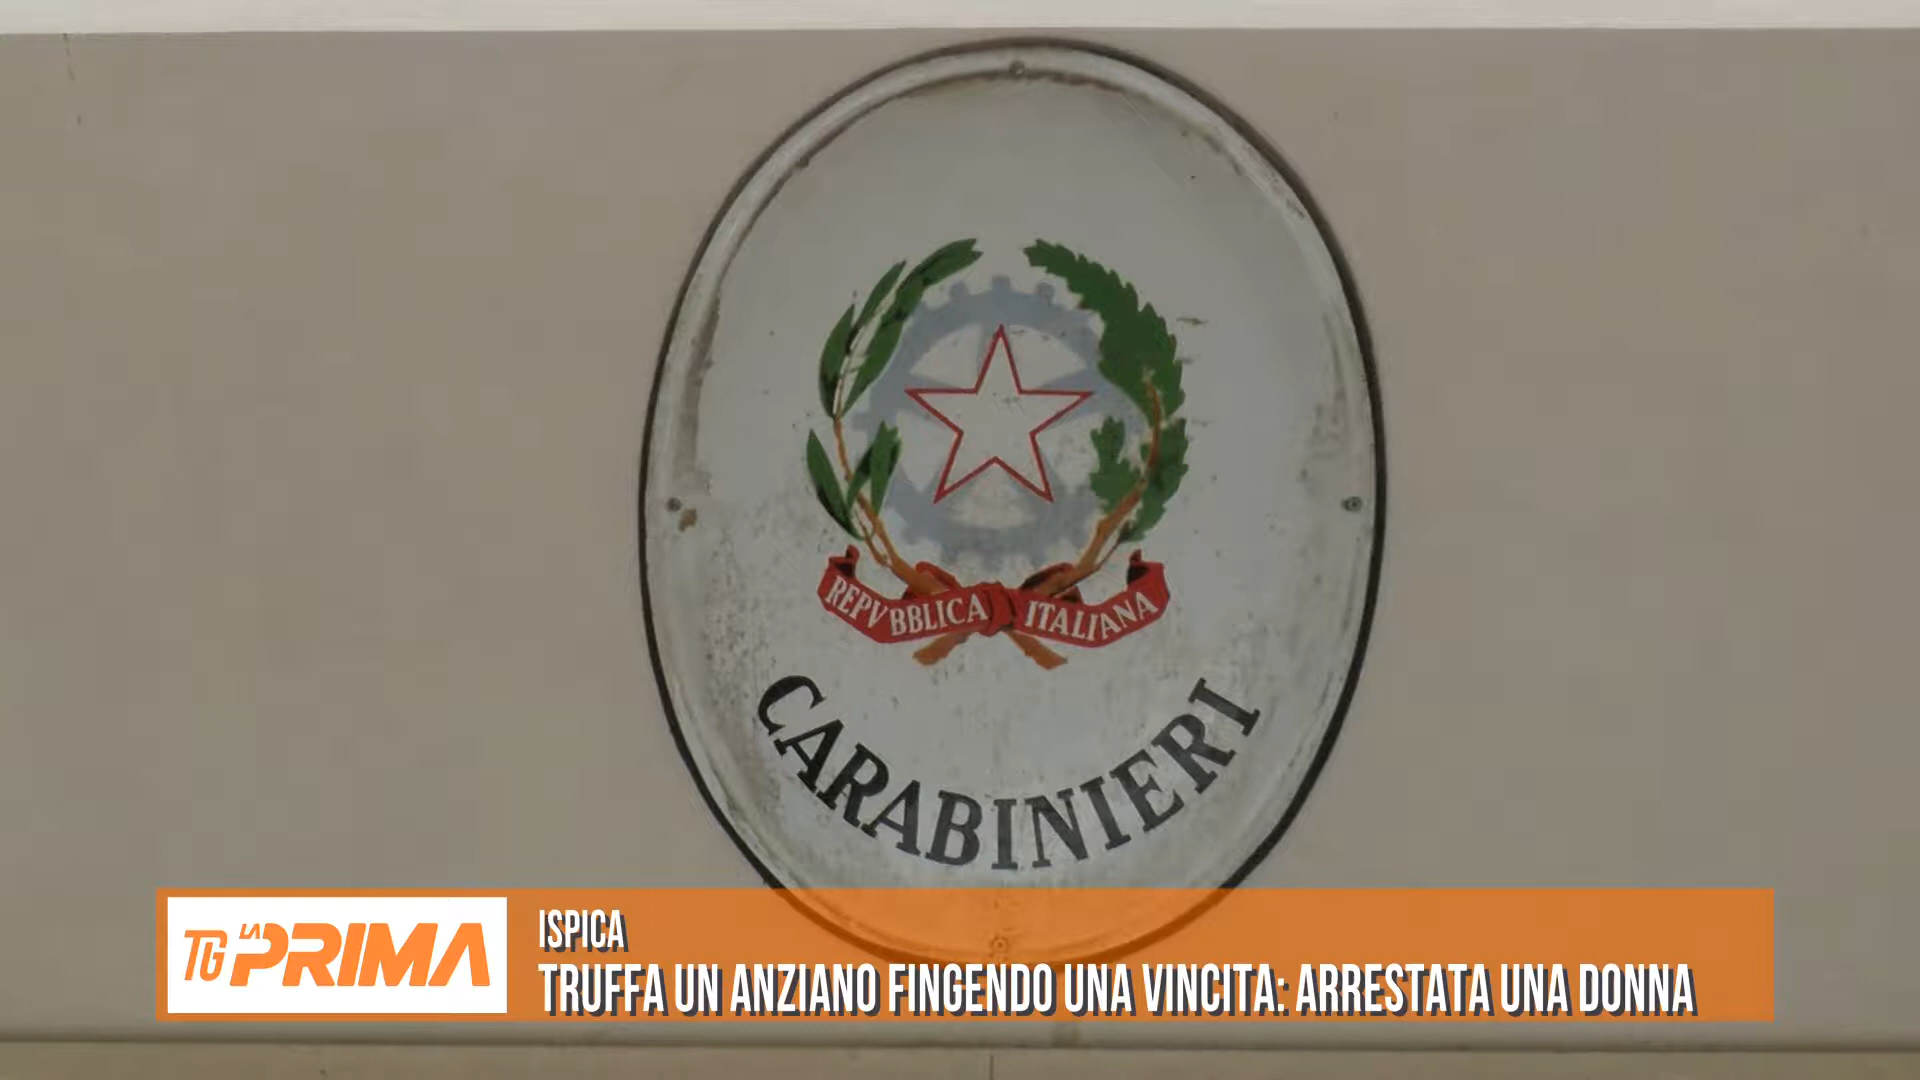 REPVBBLICA ITALIANA
CARABINIERI
TG LA PRIMA
ISPICA
TRUFFA UN ANZIANO FINGENDO UNA VINCITA: ARRESTATA UNA DONNA